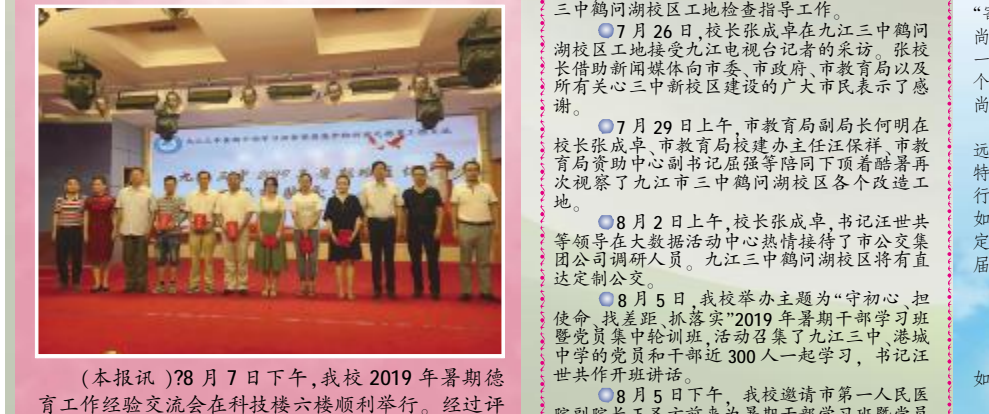 (本报讯 )?8 月 7 日下午,我校 2019 年暑期德
育工作经验交流会在科技楼六楼顺利举行。经过评
三中鹤问湖校区工地检查指导工作。
7 月 26 日,校长张成卓在九江三中鹤问
湖校区工地接受九江电视台记者的采访。张校
长借助新闻媒体向市委、市政府、市教育局以及
所有关心三中新校区建设的广大市民表示了感
谢。
7 月 29 日上午,市教育局副局长何明在
校长张成卓、市教育局校建办主任汪保祥、市教
育局资助中心副书记屈强等陪同下顶着酷暑再
次视察了九江市三中鹤问湖校区各个改造工
地。
8 月 2 日上午,校长张成卓,书记汪世共
等领导在大数据活动中心热情接待了市公交集
团公司调研人员。九江三中鹤问湖校区将有直
达定制公交。
8 月 5 日,我校举办主题为“守初心、担
使命、找差距、抓落实”2019 年暑期干部学习班
暨党员集中轮训班,活动召集了九江三中、港城
中学的党员和干部近 300 人一起学习，书记汪
世共作开班讲话。
8 月 5 日下午，我校邀请市第一人民医
尚
一
个
尚
远
特
行
如
定
届
如